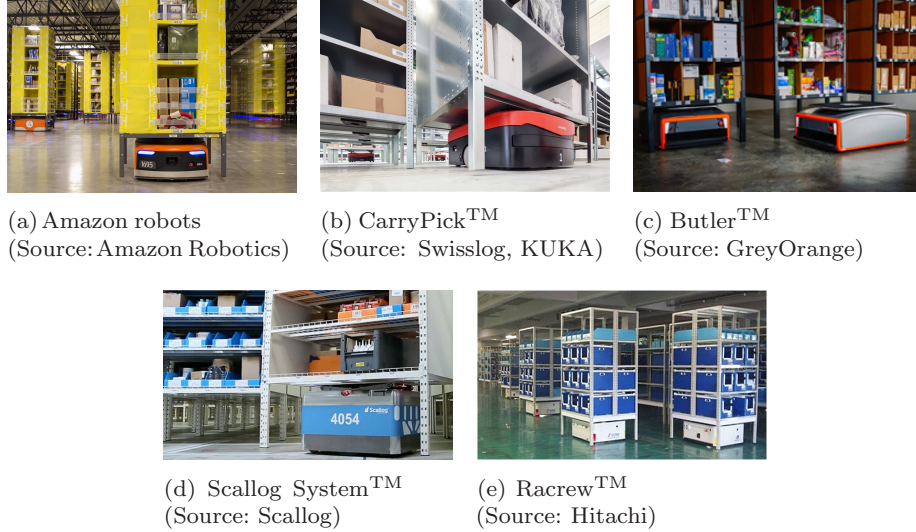 1695
(a) Amazon robots
(Source: Amazon Robotics)
(b) CarryPick™
(Source: Swisslog, KUKA)
(c) Butler™
(Source: GreyOrange)
Scallog
4054
(d) Scallog System™
(Source: Scallog)
(e) Racrew™
(Source: Hitachi)